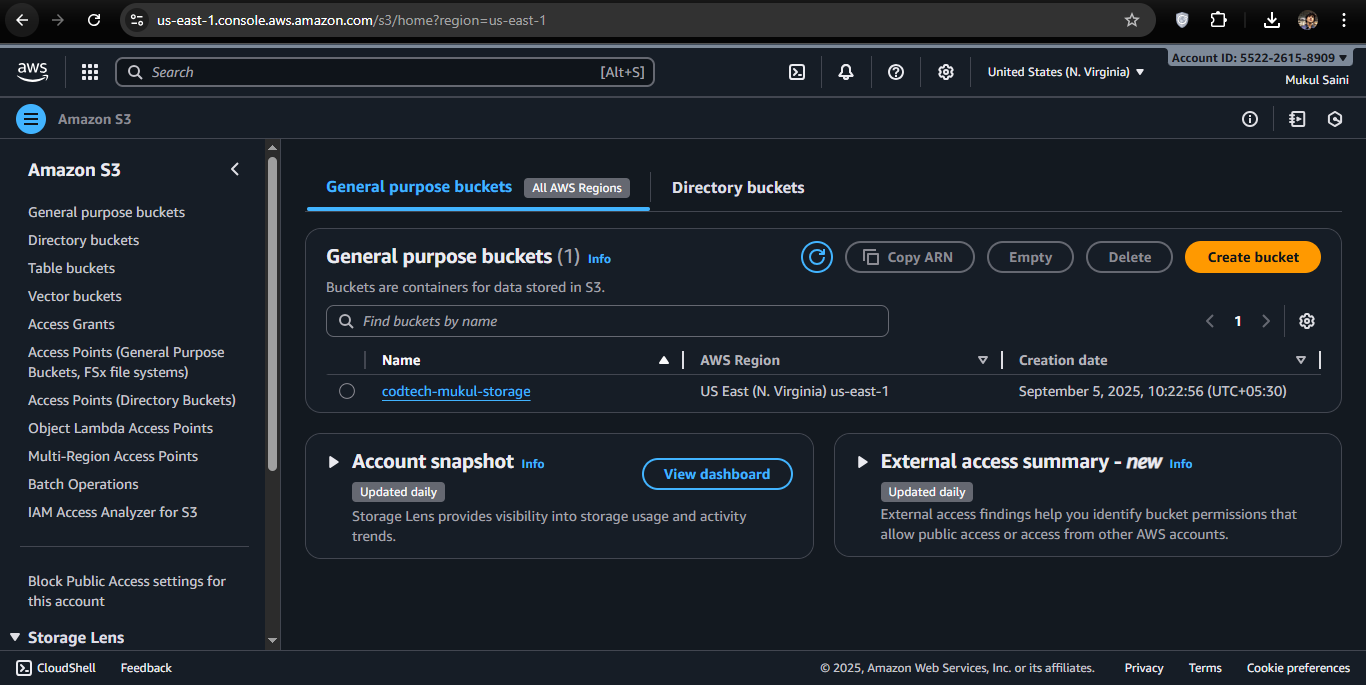 us-east-1.console.aws.amazon.com/s3/home?region=us-east-1
aws
Search
[Alt+S]
United States (N. Virginia)
Account ID: 5522-2615-8909
Mukul Saini
Amazon S3
Amazon S3
General purpose buckets
Directory buckets
Table buckets
Vector buckets
Access Grants
Access Points (General Purpose
Buckets, FSx file systems)
Access Points (Directory Buckets)
Object Lambda Access Points
Multi-Region Access Points
Batch Operations
IAM Access Analyzer for S3
Block Public Access settings for
this account
Storage Lens
General purpose buckets All AWS Regions
Directory buckets
General purpose buckets (1) Info
Copy ARN
Empty
Delete
Create bucket
Buckets are containers for data stored in S3.
Find buckets by name
1
Name AWS Region Creation date
codtech-mukul-storage US East (N. Virginia) us-east-1 September 5, 2025, 10:22:56 (UTC+05:30)
Account snapshot Info
View dashboard
Updated daily
Storage Lens provides visibility into storage usage and activity
trends.
External access summary - new Info
Updated daily
External access findings help you identify bucket permissions that
allow public access or access from other AWS accounts.
CloudShell Feedback
© 2025, Amazon Web Services, Inc. or its affiliates. Privacy Terms Cookie preferences